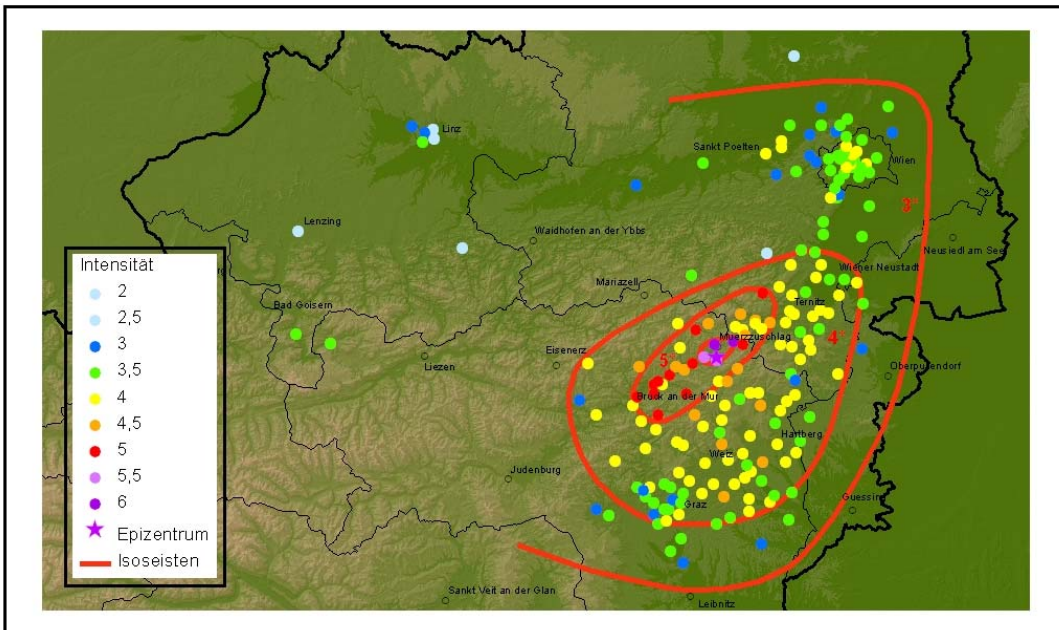 Linz
Sankt Poelten
Wien
3°
Lenzing
Waidhofen an der Ybbs
Neusiedl am See
Wiener Neustadt
Mariazell
Bad Goisern
Ternitz
Muerzzuschlag
4°
Liezen
Eisenerz
5°
Oberpullendorf
Bruck an der Mur
Hartberg
Weiz
Judenburg
Graz
Guessing
Sankt Veit an der Glan
Leibnitz
Intensität
2
2,5
3
3,5
4
4,5
5
5,5
6
Epizentrum
Isoseisten